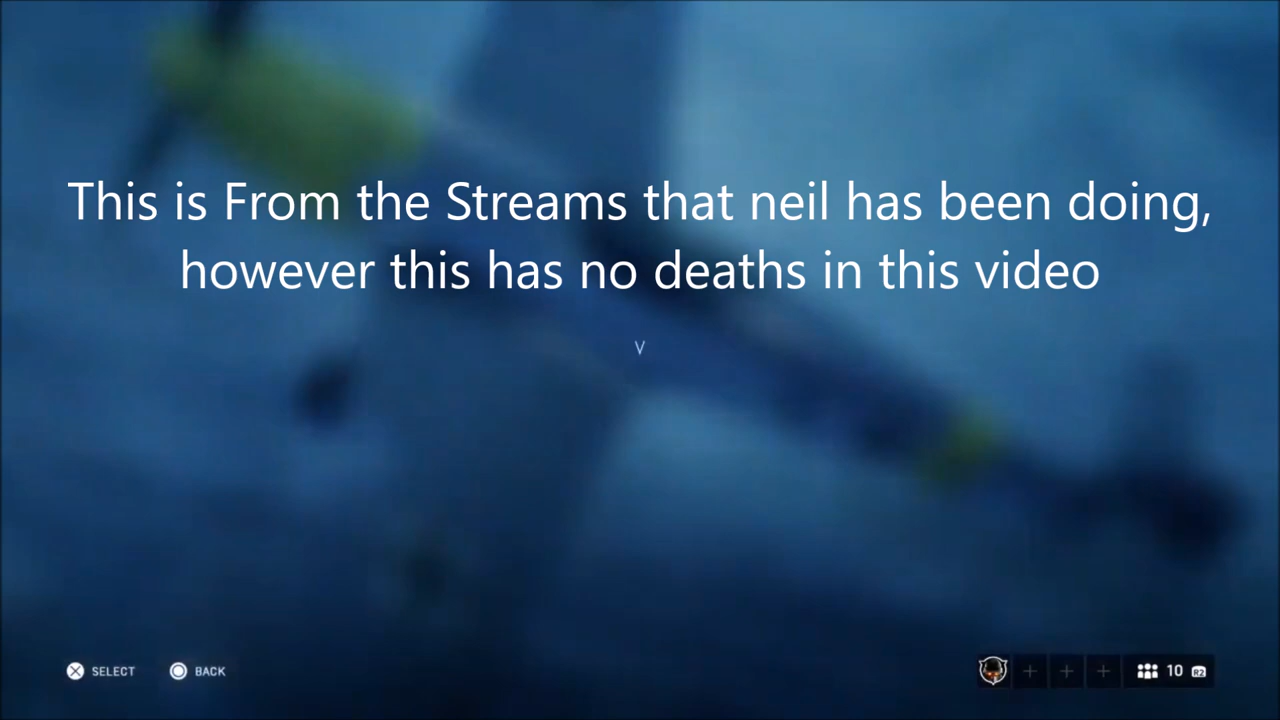 This is From the Streams that neil has been doing,
however this has no deaths in this video
V
SELECT BACK
10 R2